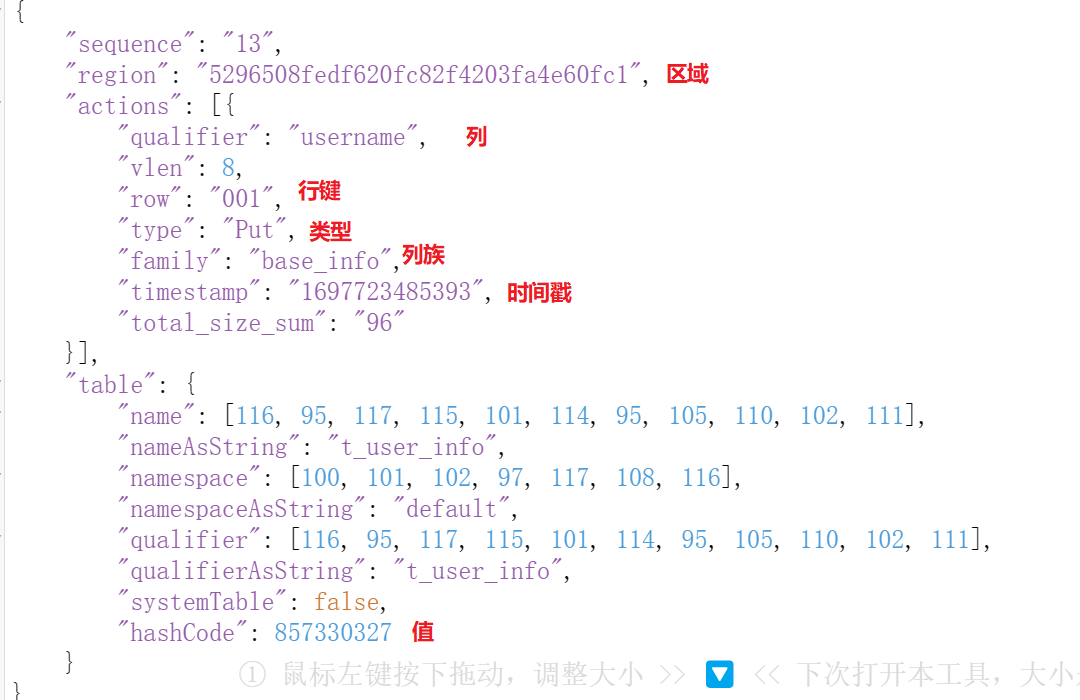 {
"sequence": "13",
"region": "5296508fedf620fc82f4203fa4e60fc1", 区域
"actions": [{
"qualifier": "username", 列
"vlen": 8,
"row": "001", 行键
"type": "Put", 类型
"family": "base_info", 列族
"timestamp": "1697723485393", 时间戳
"total_size_sum": "96"
}],
"table": {
"name": [116, 95, 117, 115, 101, 114, 95, 105, 110, 102, 111],
"nameAsString": "t_user_info",
"namespace": [100, 101, 102, 97, 117, 108, 116],
"namespaceAsString": "default",
"qualifier": [116, 95, 117, 115, 101, 114, 95, 105, 110, 102, 111],
"qualifierAsString": "t_user_info",
"systemTable": false,
"hashCode": 857330327 值
}
① 鼠标左键按下拖动，调整大小 >> << 下次打开本工具，大小
}